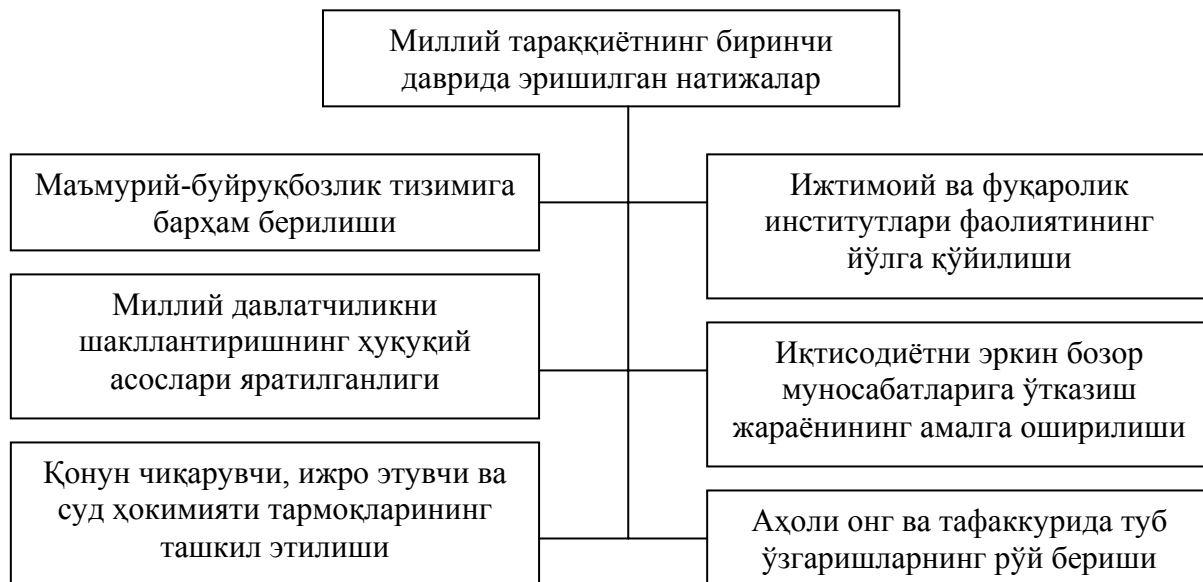 Миллий тараққиётнинг биринчи
даврида эришилган натижалар
Маъмурий-буйруқбозлик тизимига
барҳам берилиши
Миллий давлатчиликни
шакллантиришнинг ҳуқуқий
асослари яратилганлиги
Қонун чиқарувчи, ижро этувчи ва
суд ҳокимияти тармоқларининг
ташкил этилиши
Ижтимоий ва фуқаролик
институтлари фаолиятининг
йўлга қўйилиши
Иқтисодиётни эркин бозор
муносабатларига ўтказиш
жараёнининг амалга оширилиши
Аҳоли онг ва тафаккурида туб
ўзгаришларнинг рўй бериши